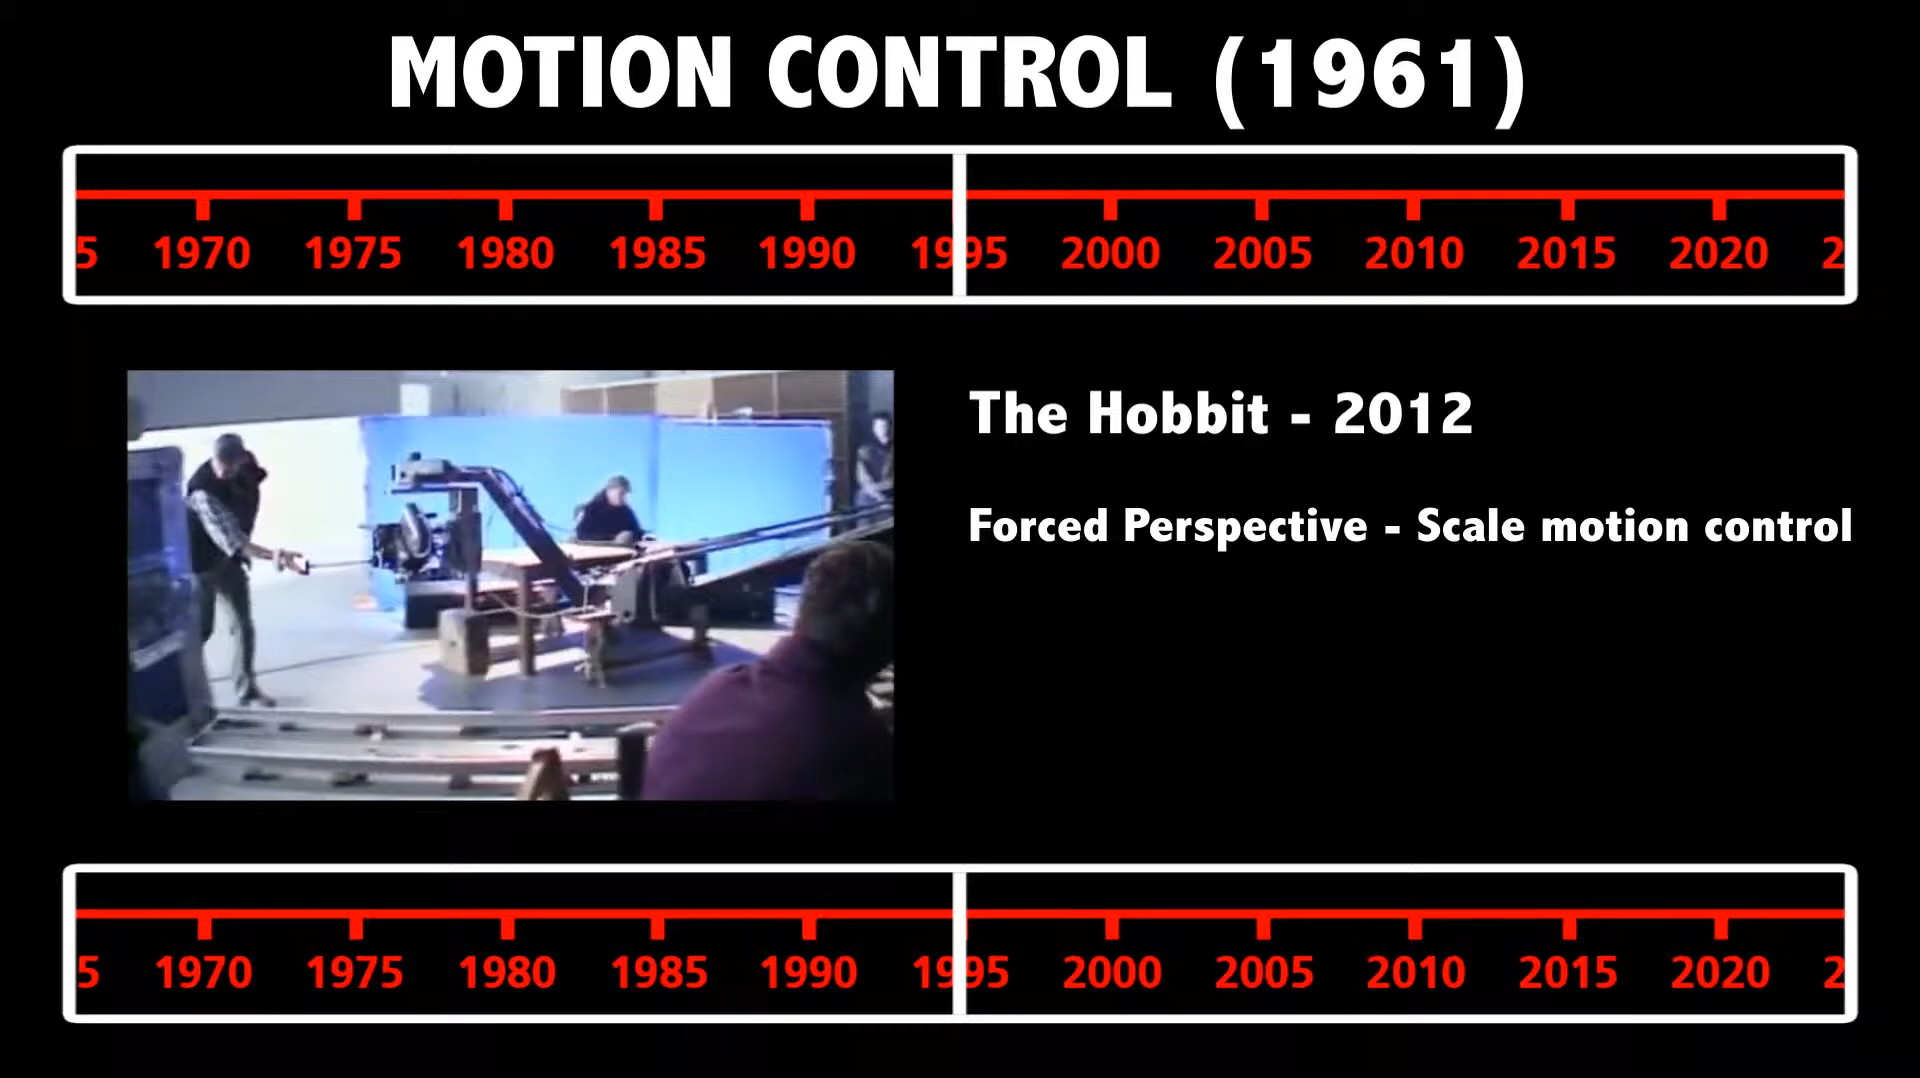 MOTION CONTROL (1961)
5 1970 1975 1980 1985 1990 1995 2000 2005 2010 2015 2020 2
The Hobbit - 2012
Forced Perspective - Scale motion control
5 1970 1975 1980 1985 1990 1995 2000 2005 2010 2015 2020 2